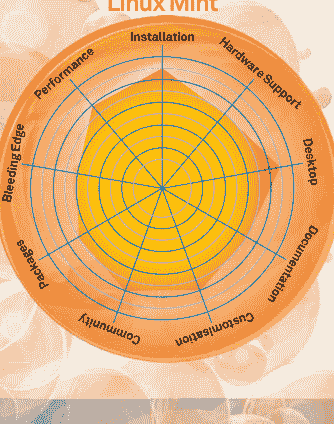 Linux Mint
Installation
Hardware Support
Desktop
Documentation
Customisation
Community
Packages
Bleeding Edge
Performance